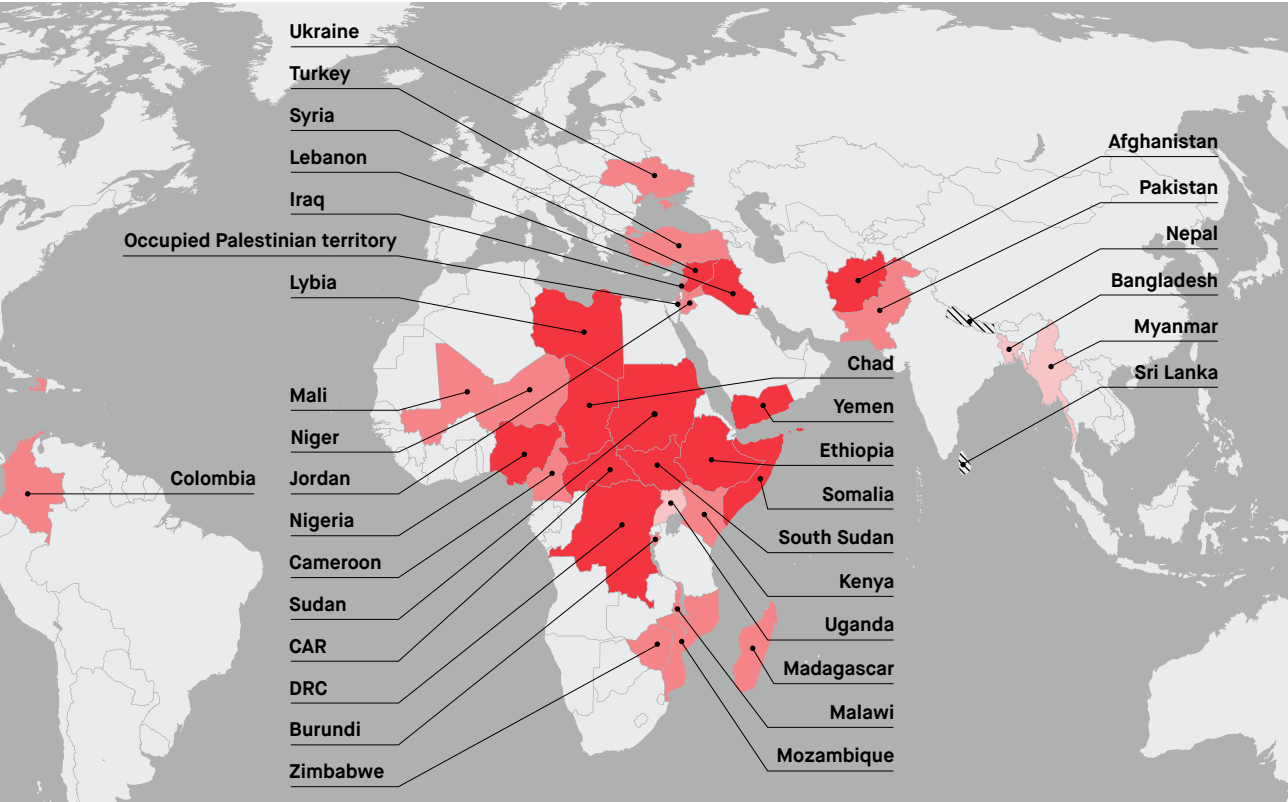 Ukraine
Turkey
Syria
Lebanon
Iraq
Occupied Palestinian territory
Lybia
Mali
Niger
Jordan
Nigeria
Cameroon
Sudan
CAR
DRC
Burundi
Zimbabwe
Colombia
Chad
Yemen
Ethiopia
Somalia
South Sudan
Kenya
Uganda
Madagascar
Malawi
Mozambique
Afghanistan
Pakistan
Nepal
Bangladesh
Myanmar
Sri Lanka